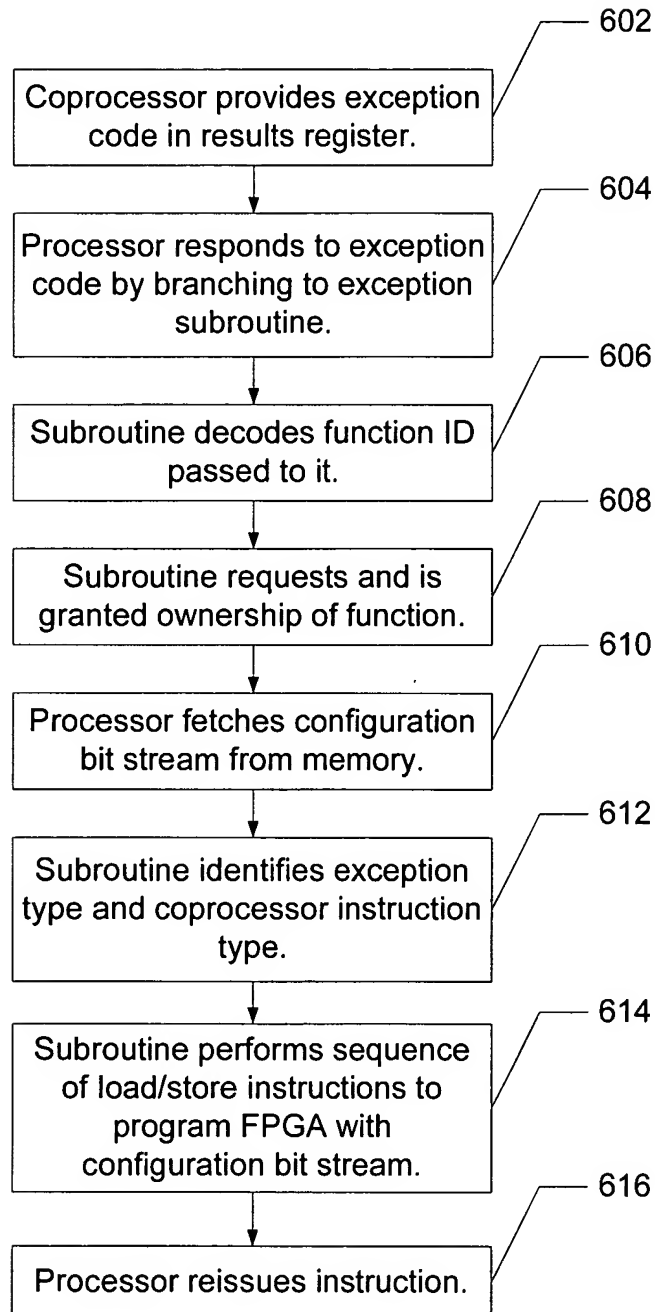 602
Coprocessor provides exception
code in results register.
604
Processor responds to exception
code by branching to exception
subroutine.
606
Subroutine decodes function ID
passed to it.
608
Subroutine requests and is
granted ownership of function.
610
Processor fetches configuration
bit stream from memory.
612
Subroutine identifies exception
type and coprocessor instruction
type.
614
Subroutine performs sequence
of load/store instructions to
program FPGA with
configuration bit stream.
616
Processor reissues instruction.